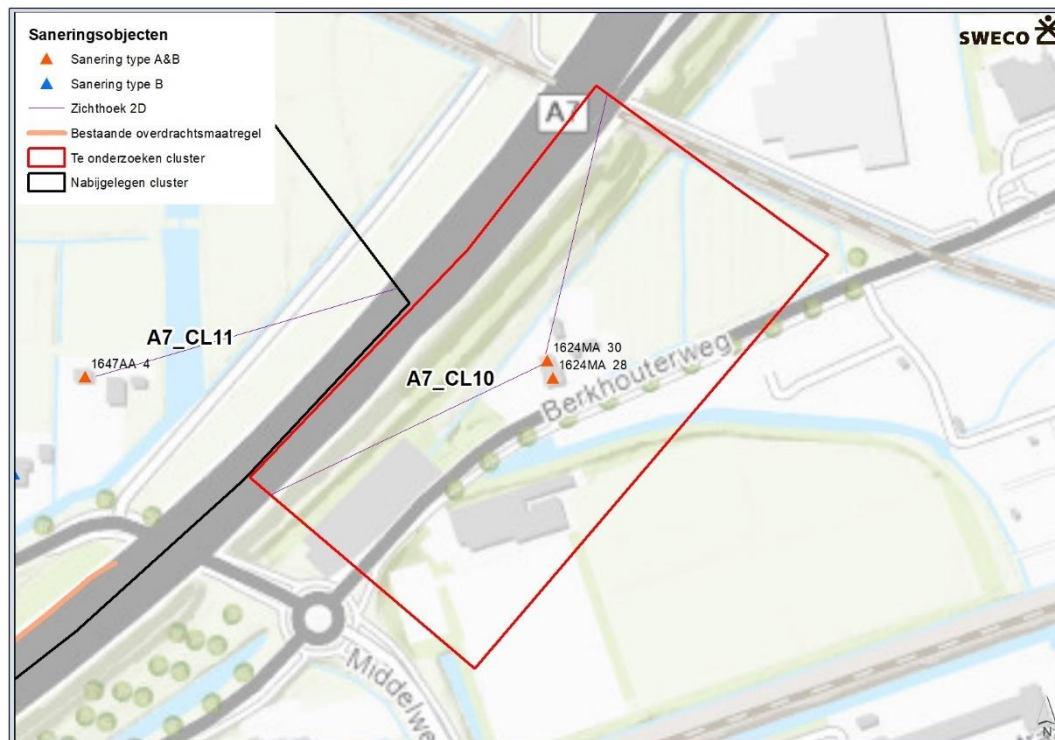 Saneringsobjecten
Sanering type A&B
Sanering type B
Zichthoek 2D
Bestaande overdrachtsmaatregel
Te onderzoeken cluster
Nabijgelegen cluster
SWECO
A7
A7_CL11
1647AA 4
1624MA 30
1624MA 28
A7_CL10
Berkhouterweg
Middelwe
N